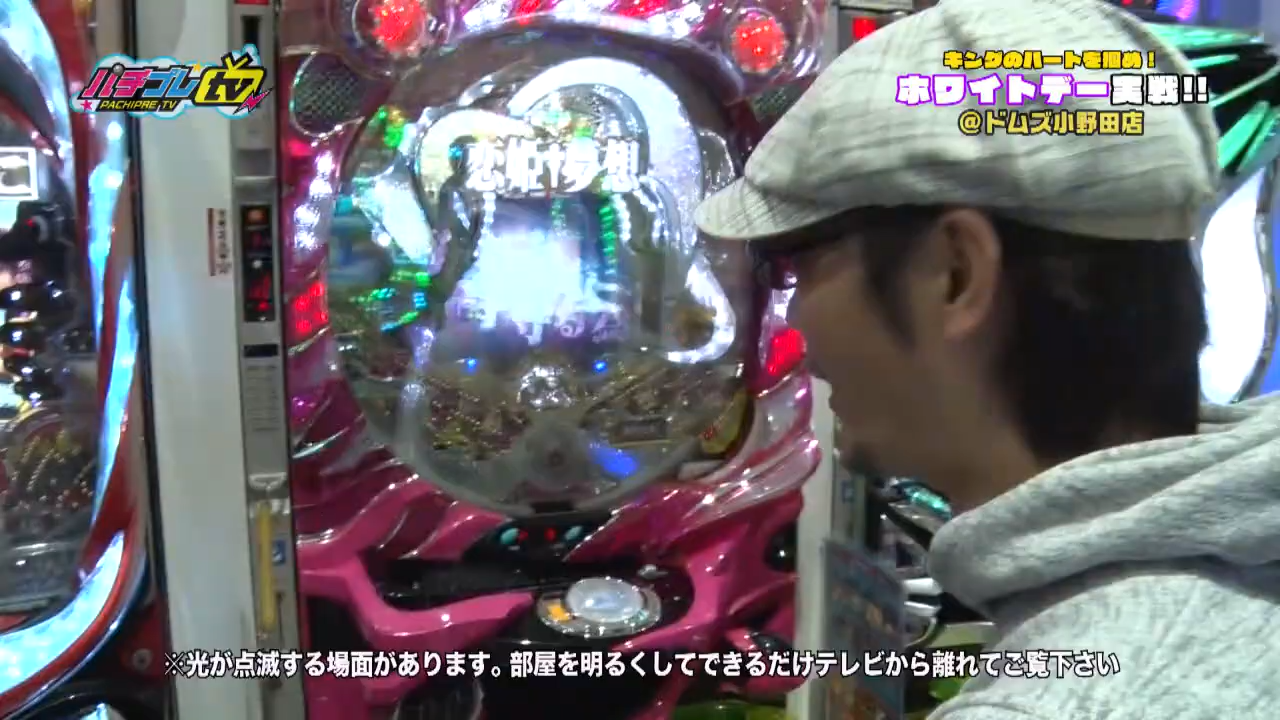 パチプレtv
PACHIPRE TV
キンダのハートを掴め!
ホワイトデー実戦!!
@ドムズ小野田店
恋姫†夢想
※光が点滅する場面があります。部屋を明るくしてできるだけテレビから離れてご覧下さい